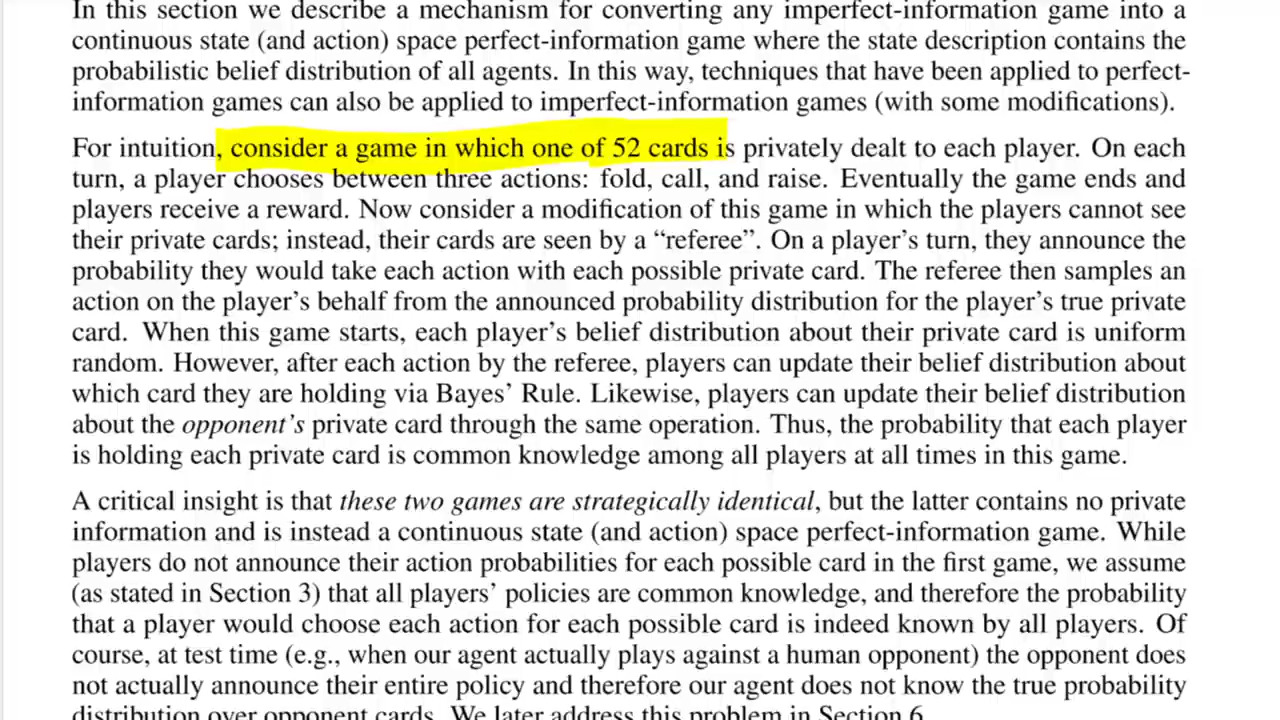 In this section we describe a mechanism for converting any imperfect-information game into a
continuous state (and action) space perfect-information game where the state description contains the
probabilistic belief distribution of all agents. In this way, techniques that have been applied to perfect-
information games can also be applied to imperfect-information games (with some modifications).
For intuition, consider a game in which one of 52 cards is privately dealt to each player. On each
turn, a player chooses between three actions: fold, call, and raise. Eventually the game ends and
players receive a reward. Now consider a modification of this game in which the players cannot see
their private cards; instead, their cards are seen by a “referee”. On a player’s turn, they announce the
probability they would take each action with each possible private card. The referee then samples an
action on the player’s behalf from the announced probability distribution for the player’s true private
card. When this game starts, each player’s belief distribution about their private card is uniform
random. However, after each action by the referee, players can update their belief distribution about
which card they are holding via Bayes’ Rule. Likewise, players can update their belief distribution
about the opponent’s private card through the same operation. Thus, the probability that each player
is holding each private card is common knowledge among all players at all times in this game.
A critical insight is that these two games are strategically identical, but the latter contains no private
information and is instead a continuous state (and action) space perfect-information game. While
players do not announce their action probabilities for each possible card in the first game, we assume
(as stated in Section 3) that all players’ policies are common knowledge, and therefore the probability
that a player would choose each action for each possible card is indeed known by all players. Of
course, at test time (e.g., when our agent actually plays against a human opponent) the opponent does
not actually announce their entire policy and therefore our agent does not know the true probability
distribution over opponent cards. We later address this problem in Section 6.